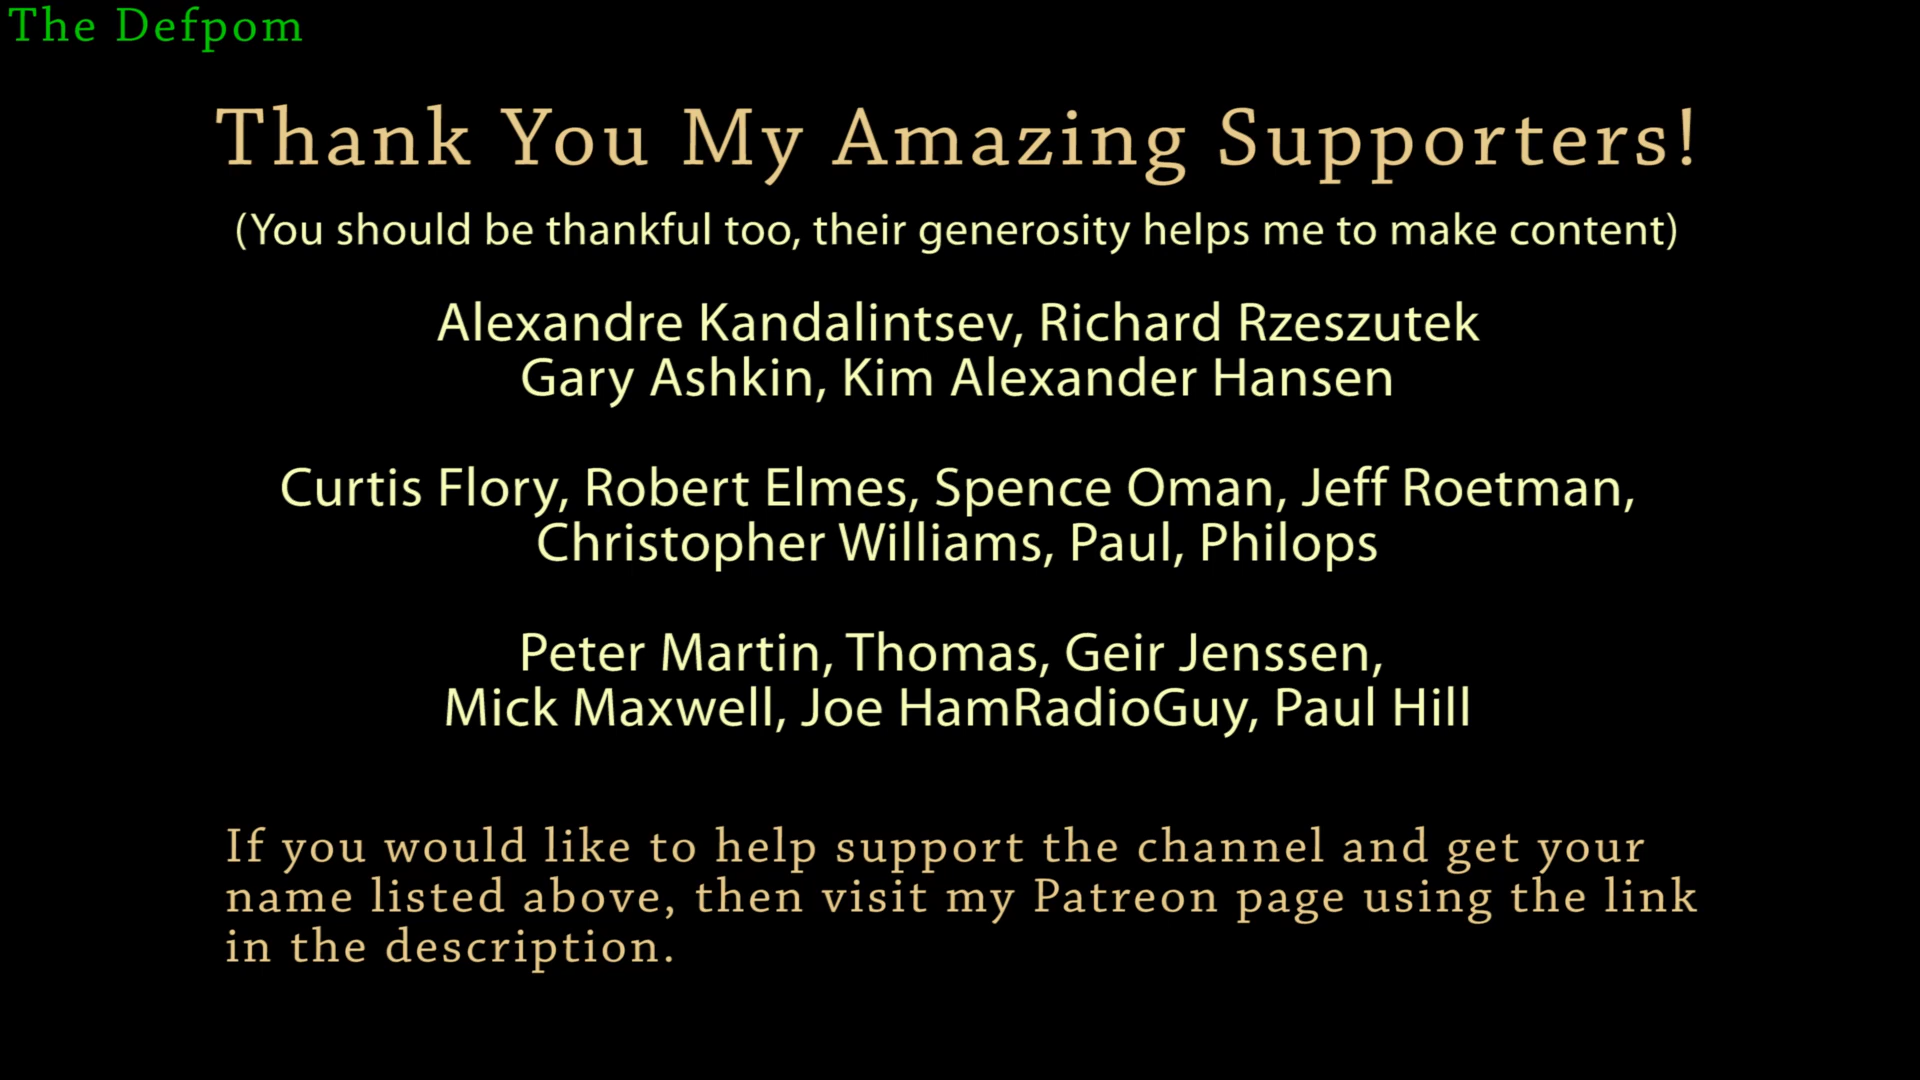 The Defpom
Thank You My Amazing Supporters!
(You should be thankful too, their generosity helps me to make content)
Alexandre Kandalintsev, Richard Rzeszutek
Gary Ashkin, Kim Alexander Hansen
Curtis Flory, Robert Elmes, Spence Oman, Jeff Roetman,
Christopher Williams, Paul, Philops
Peter Martin, Thomas, Geir Jenssen,
Mick Maxwell, Joe HamRadioGuy, Paul Hill
If you would like to help support the channel and get your
name listed above, then visit my Patreon page using the link
in the description.